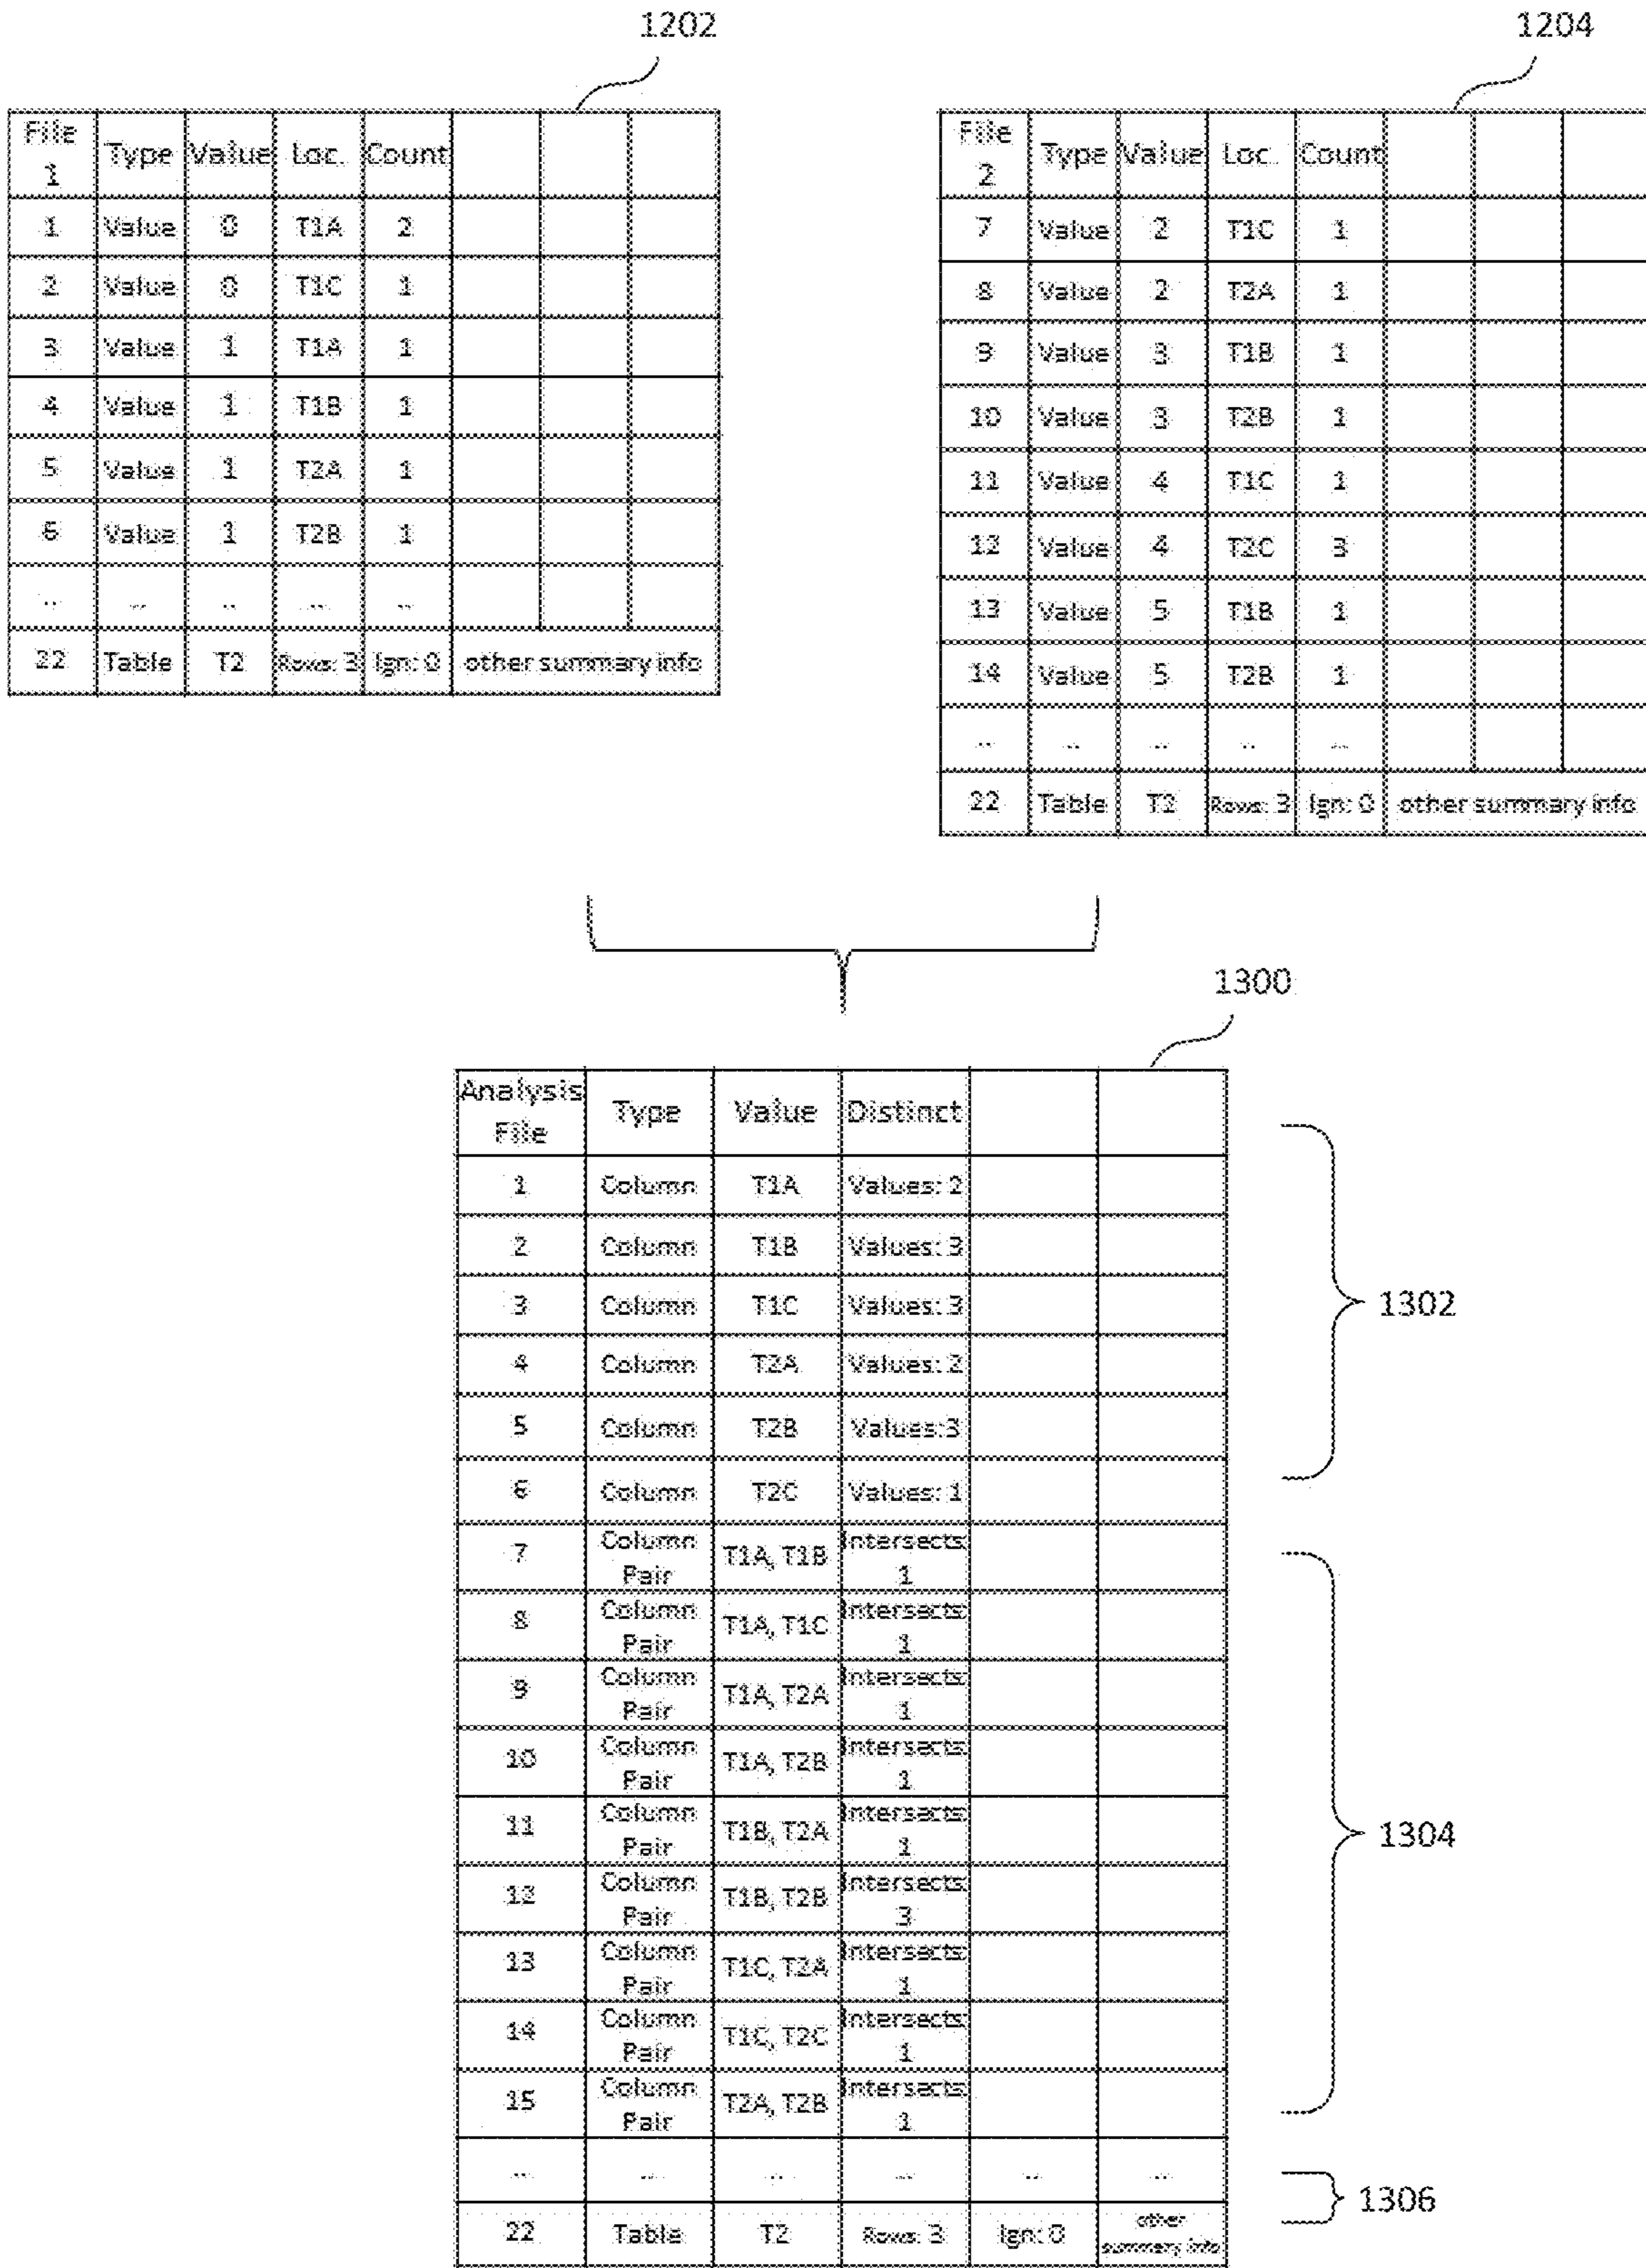 1202
File 1 Type Value Loc. Count
1 Value 0 T1A 2
2 Value 0 T1C 1
3 Value 1 T1A 1
4 Value 1 T1B 1
5 Value 1 T2A 1
6 Value 1 T2B 1
... ... ... ... ...
22 Table T2 Rows: 3 Ign: 0 other summary info
1204
File 2 Type Value Loc. Count
7 Value 2 T1C 1
8 Value 2 T2A 1
9 Value 3 T1B 1
10 Value 3 T2B 1
11 Value 4 T1C 1
12 Value 4 T2C 3
13 Value 5 T1B 1
14 Value 5 T2B 1
... ... ... ... ...
22 Table T2 Rows: 3 Ign: 0 other summary info
1300
Analysis File Type Value Distinct
1 Column T1A Values: 2
2 Column T1B Values: 3
3 Column T1C Values: 3
4 Column T2A Values: 2
5 Column T2B Values:3
6 Column T2C Values: 1
1302
7 Column Pair T1A, T1B Intersects: 1
8 Column Pair T1A, T1C Intersects: 1
9 Column Pair T1A, T2A Intersects: 1
10 Column Pair T1A, T2B Intersects: 1
11 Column Pair T1B, T2A Intersects: 1
12 Column Pair T1B, T2B Intersects: 3
13 Column Pair T1C, T2A Intersects: 1
14 Column Pair T1C, T2C Intersects: 1
15 Column Pair T2A, T2B Intersects: 1
1304
... ... ... ... ... ...
22 Table T2 Rows: 3 Ign: 0 other summary info
1306